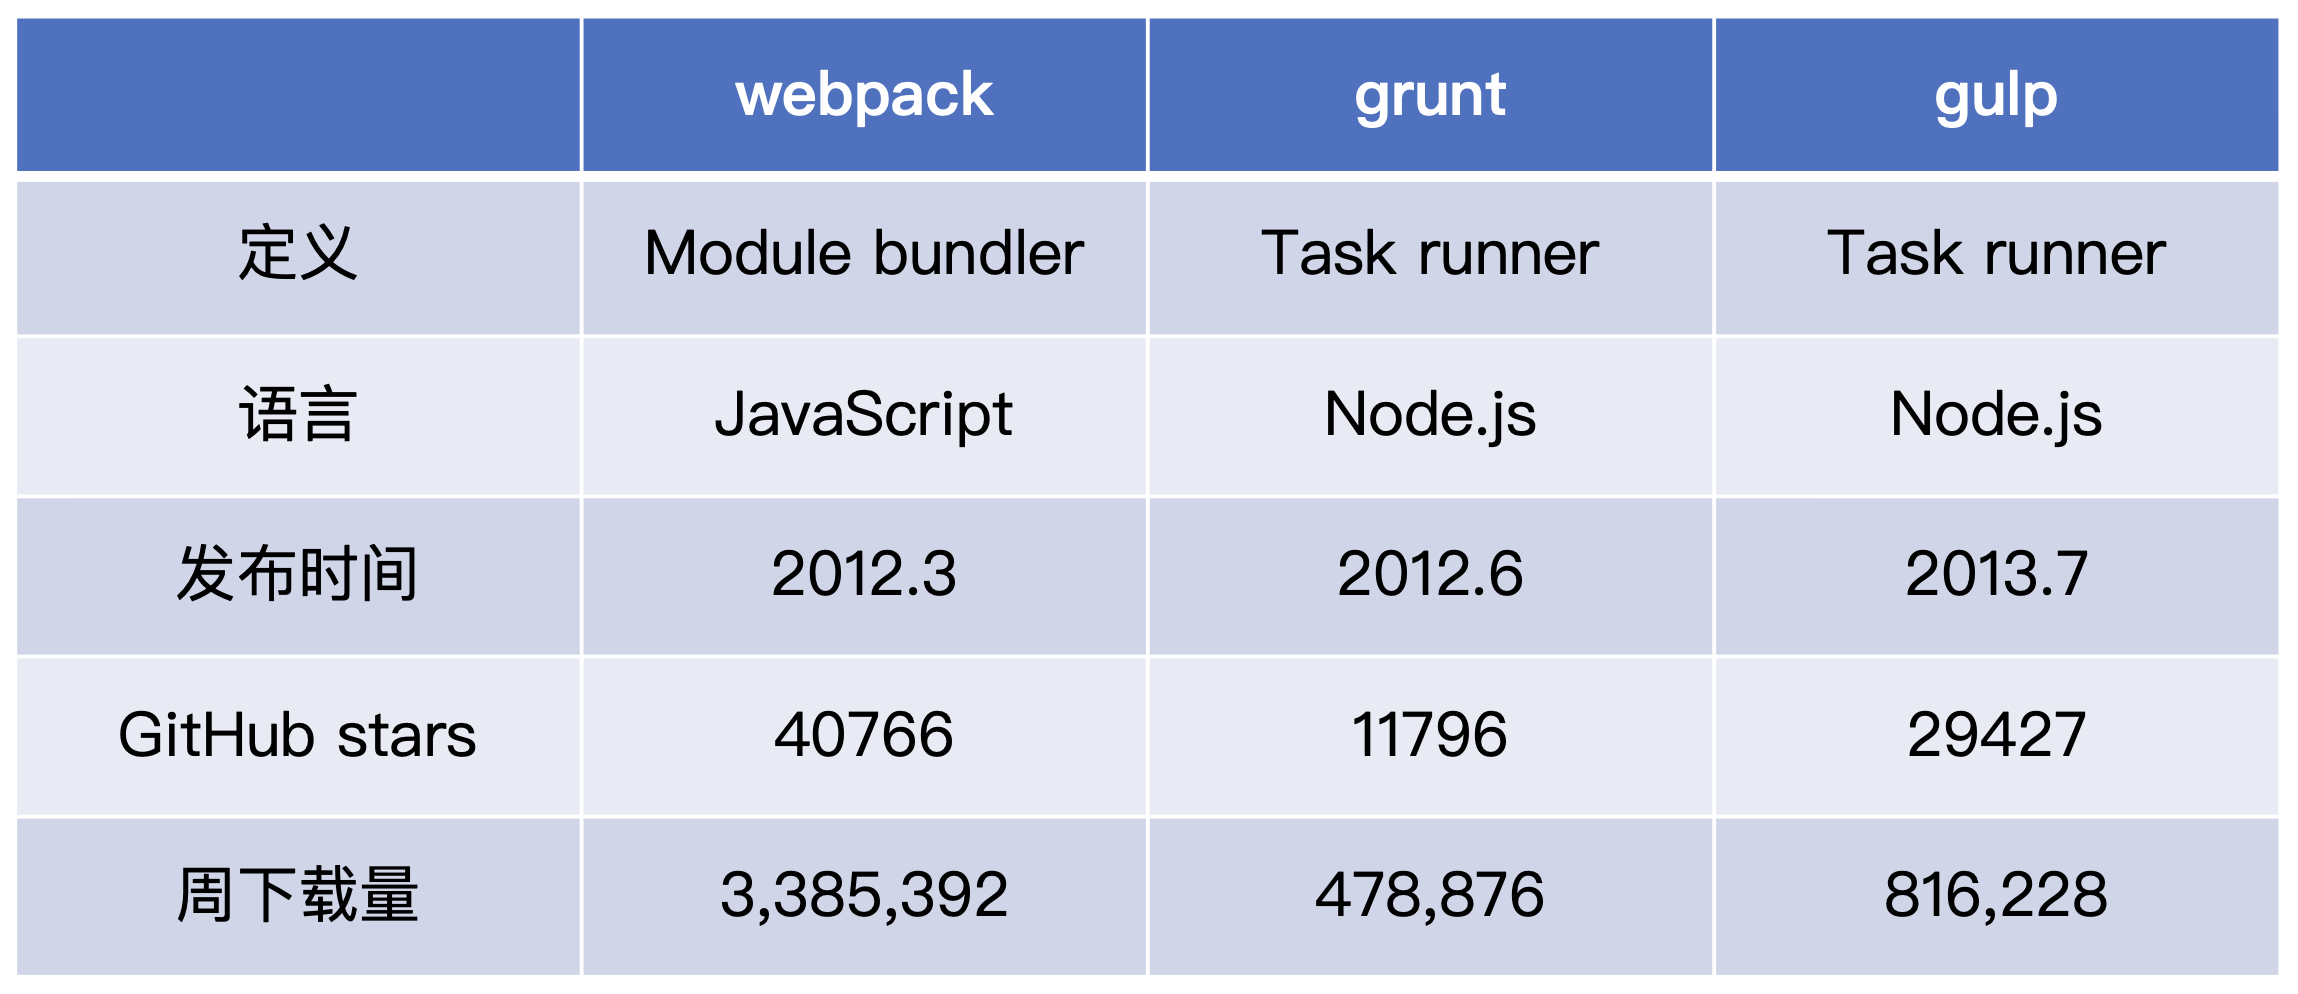 webpack grunt gulp
定义 Module bundler Task runner Task runner
语言 JavaScript Node.js Node.js
发布时间 2012.3 2012.6 2013.7
GitHub stars 40766 11796 29427
周下载量 3,385,392 478,876 816,228